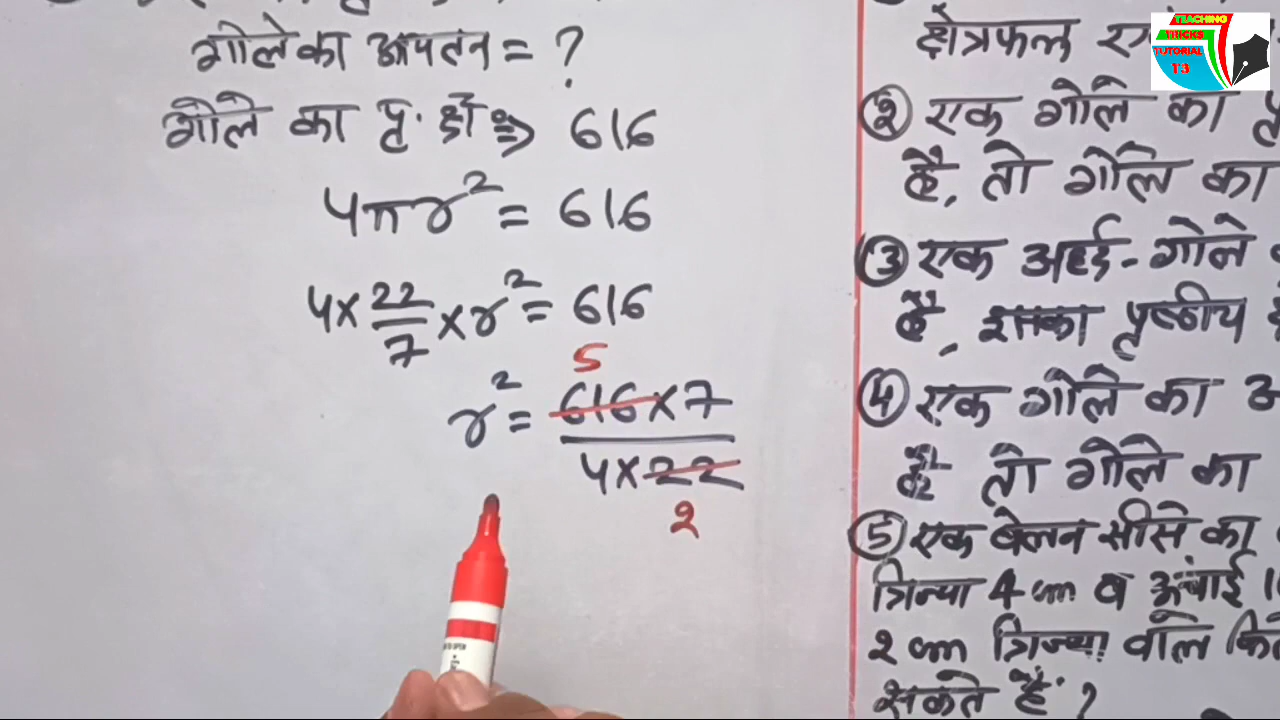 गोले का आयतन = ?
गोले का पृ. क्षे ⇒ 616
4πr² = 616
4 × 22/7 × r² = 616
5
r² = 616 × 7
4 × 22
2
TEACHING
TRICKS
TUTORIAL
T3
क्षेत्रफल
② एक गोले का
है, तो गोले का
③ एक अर्द्ध-गोले
है, इसका पृष्ठीय
④ एक गोले का
है तो गोले का
⑤ एक बेलन सीसे का
त्रिज्या 4 cm व ऊंचाई
2 cm त्रिज्या वाले
सकते हैं ?